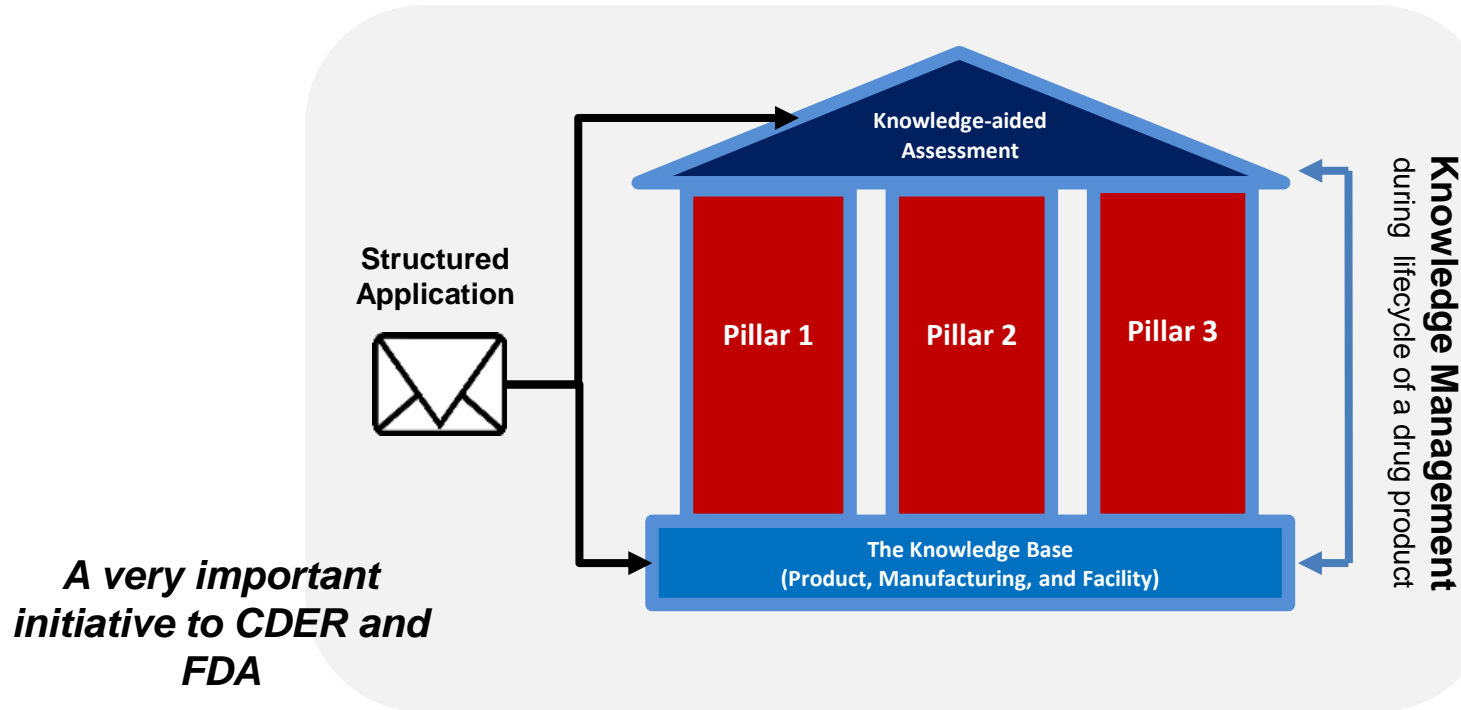 Knowledge-aided
Assessment
Structured
Application
Pillar 1
Pillar 2
Pillar 3
The Knowledge Base
(Product, Manufacturing, and Facility)
Knowledge Management
during lifecycle of a drug product
A very important
initiative to CDER and
FDA